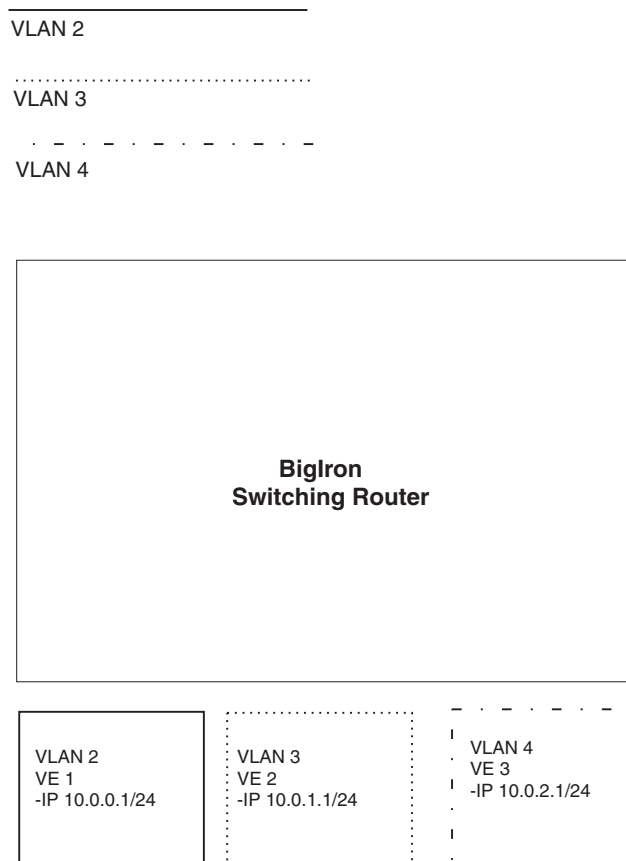 VLAN 2
VLAN 3
VLAN 4
BigIron
Switching Router
VLAN 2
VE 1
-IP 10.0.0.1/24
VLAN 3
VE 2
-IP 10.0.1.1/24
VLAN 4
VE 3
-IP 10.0.2.1/24